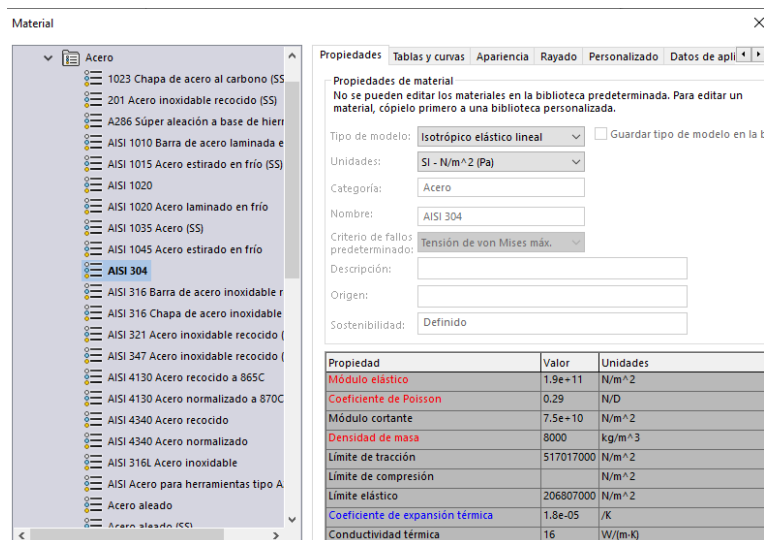 Material
Acero
1023 Chapa de acero al carbono (SS
201 Acero inoxidable recocido (SS)
A286 Súper aleación a base de hierr
AISI 1010 Barra de acero laminada e
AISI 1015 Acero estirado en frío (SS)
AISI 1020
AISI 1020 Acero laminado en frío
AISI 1035 Acero (SS)
AISI 1045 Acero estirado en frío
AISI 304
AISI 316 Barra de acero inoxidable r
AISI 316 Chapa de acero inoxidable
AISI 321 Acero inoxidable recocido (
AISI 347 Acero inoxidable recocido (
AISI 4130 Acero recocido a 865C
AISI 4130 Acero normalizado a 870C
AISI 4340 Acero recocido
AISI 4340 Acero normalizado
AISI 316L Acero inoxidable
AISI Acero para herramientas tipo A
Acero aleado
Acero aleado (SS)
Propiedades Tablas y curvas Apariencia Rayado Personalizado Datos de apli
Propiedades de material
No se pueden editar los materiales en la biblioteca predeterminada. Para editar un
material, cópielo primero a una biblioteca personalizada.
Tipo de modelo: Isotrópico elástico lineal Guardar tipo de modelo en la b
Unidades: SI - N/m^2 (Pa)
Categoría: Acero
Nombre: AISI 304
Criterio de fallos
predeterminado: Tensión de von Mises máx.
Descripción:
Origen:
Sostenibilidad: Definido
Propiedad Valor Unidades
Módulo elástico 1.9e+11 N/m^2
Coeficiente de Poisson 0.29 N/D
Módulo cortante 7.5e+10 N/m^2
Densidad de masa 8000 kg/m^3
Límite de tracción 517017000 N/m^2
Límite de compresión N/m^2
Límite elástico 206807000 N/m^2
Coeficiente de expansión térmica 1.8e-05 /K
Conductividad térmica 16 W/(m·K)